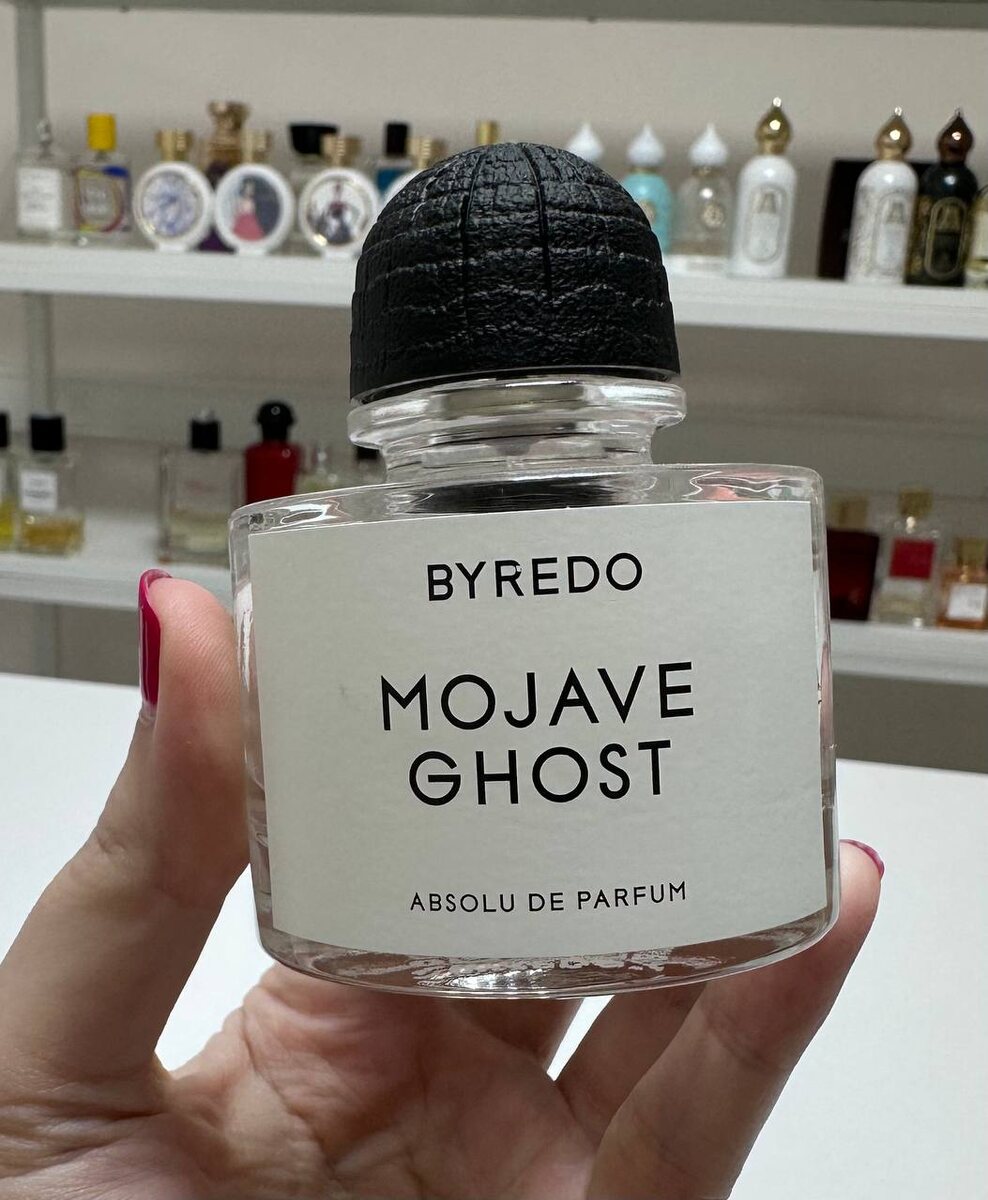 BYREDO
MOJAVE
GHOST
ABSOLU DE PARFUM